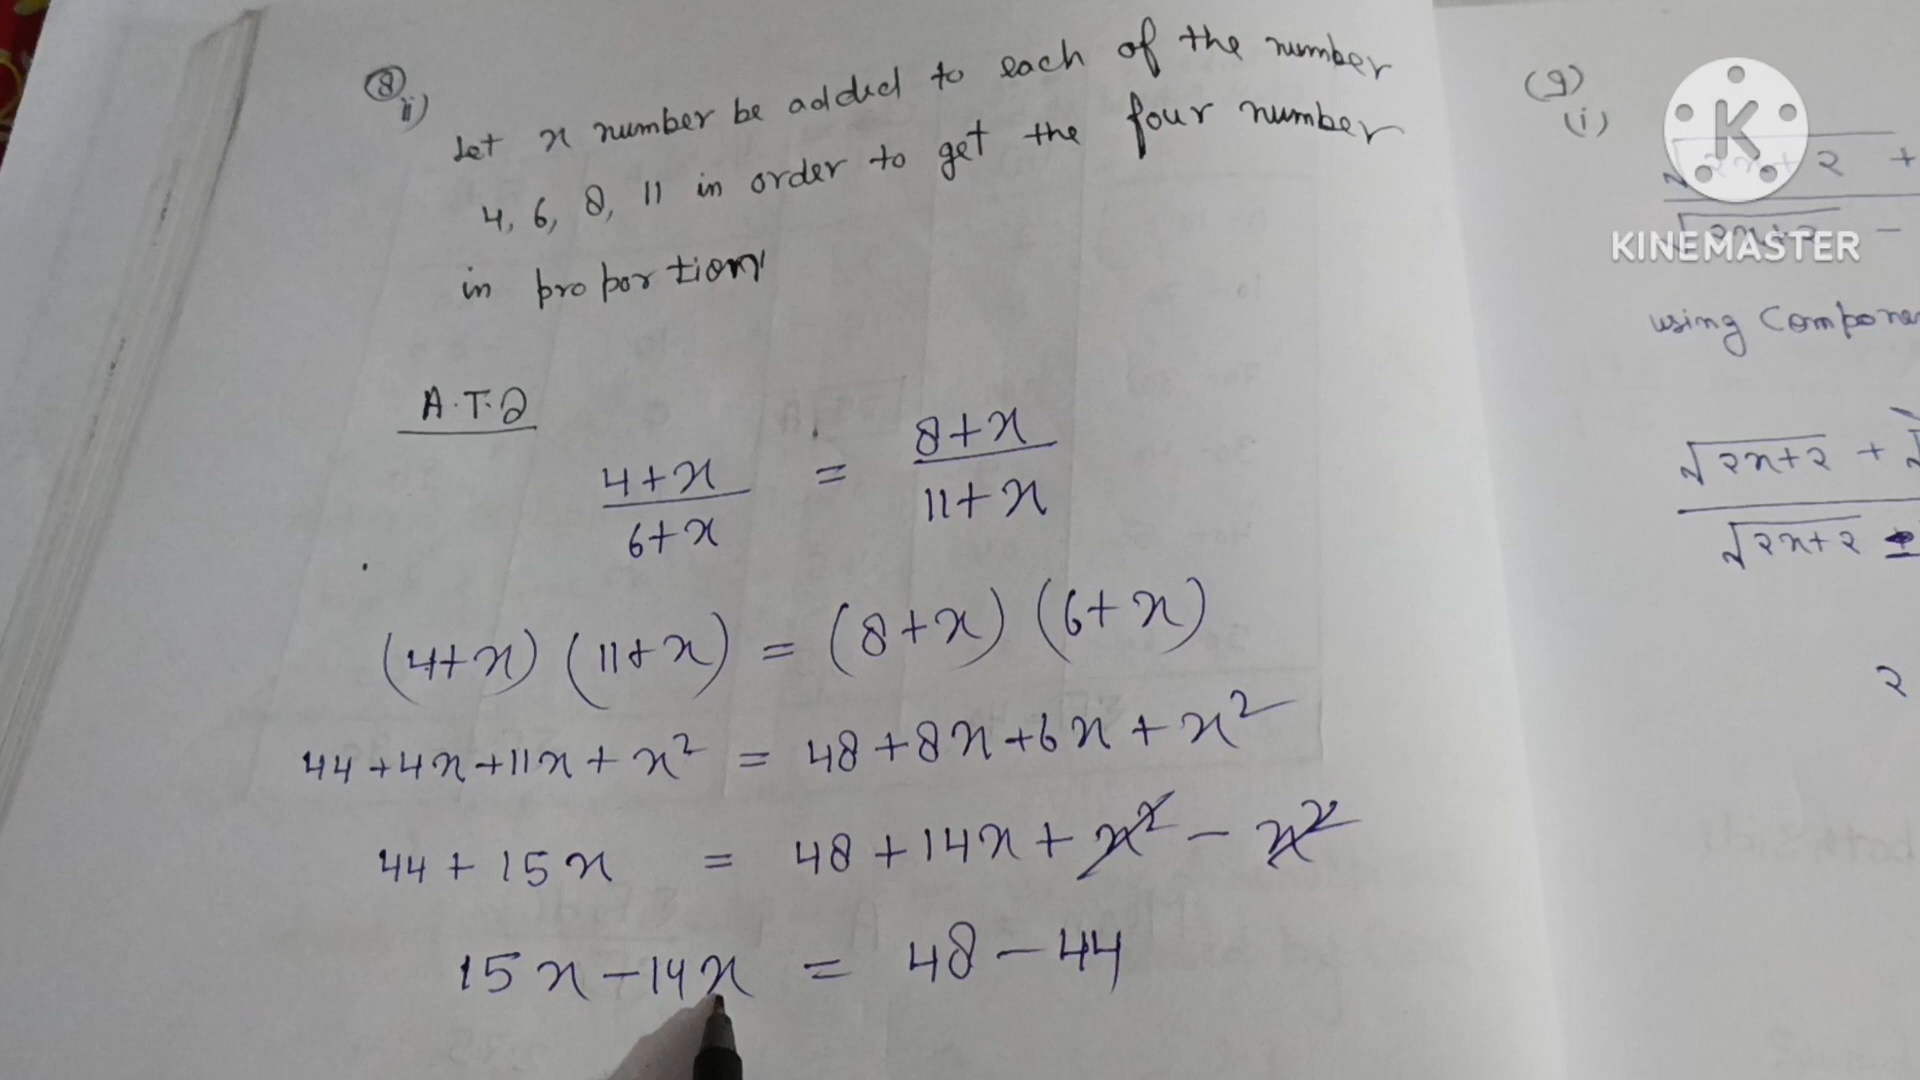 8
ii)
Let x number be added to each of the number
4, 6, 8, 11 in order to get the four number
in proportion
A.T.Q
4+x / 6+x = 8+x / 11+x
(4+x) (11+x) = (8+x) (6+x)
44+4x+11x+x² = 48+8x+6x+x²
44+15x = 48+14x+x²-x²
15x-14x = 48-44
(9)
(i)
KINEMASTER
using Compone
√2x+2 + √
√2x+2
2